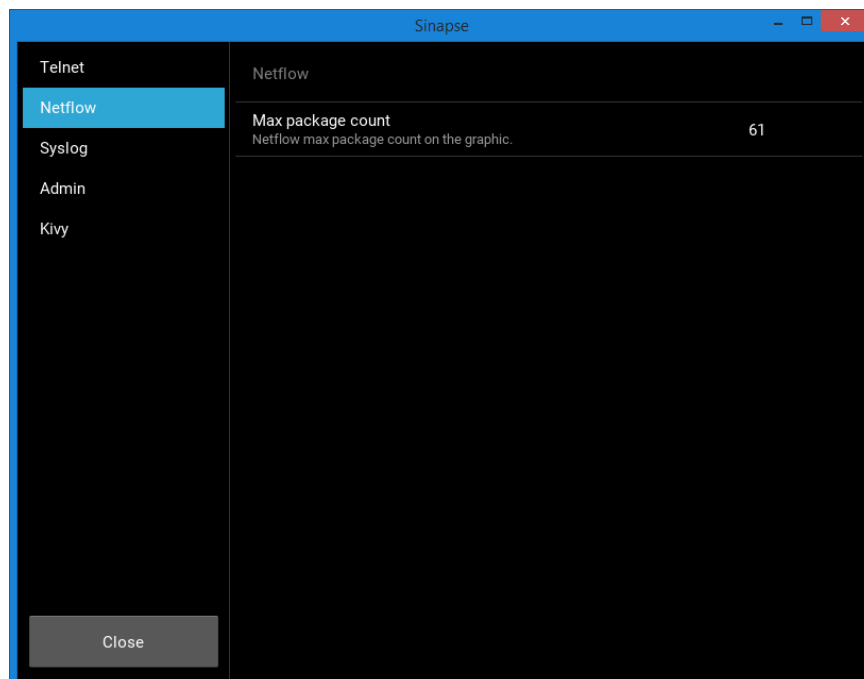 Sinapse
Telnet
Netflow
Syslog
Admin
Kivy
Close
Netflow
Max package count
Netflow max package count on the graphic.
61